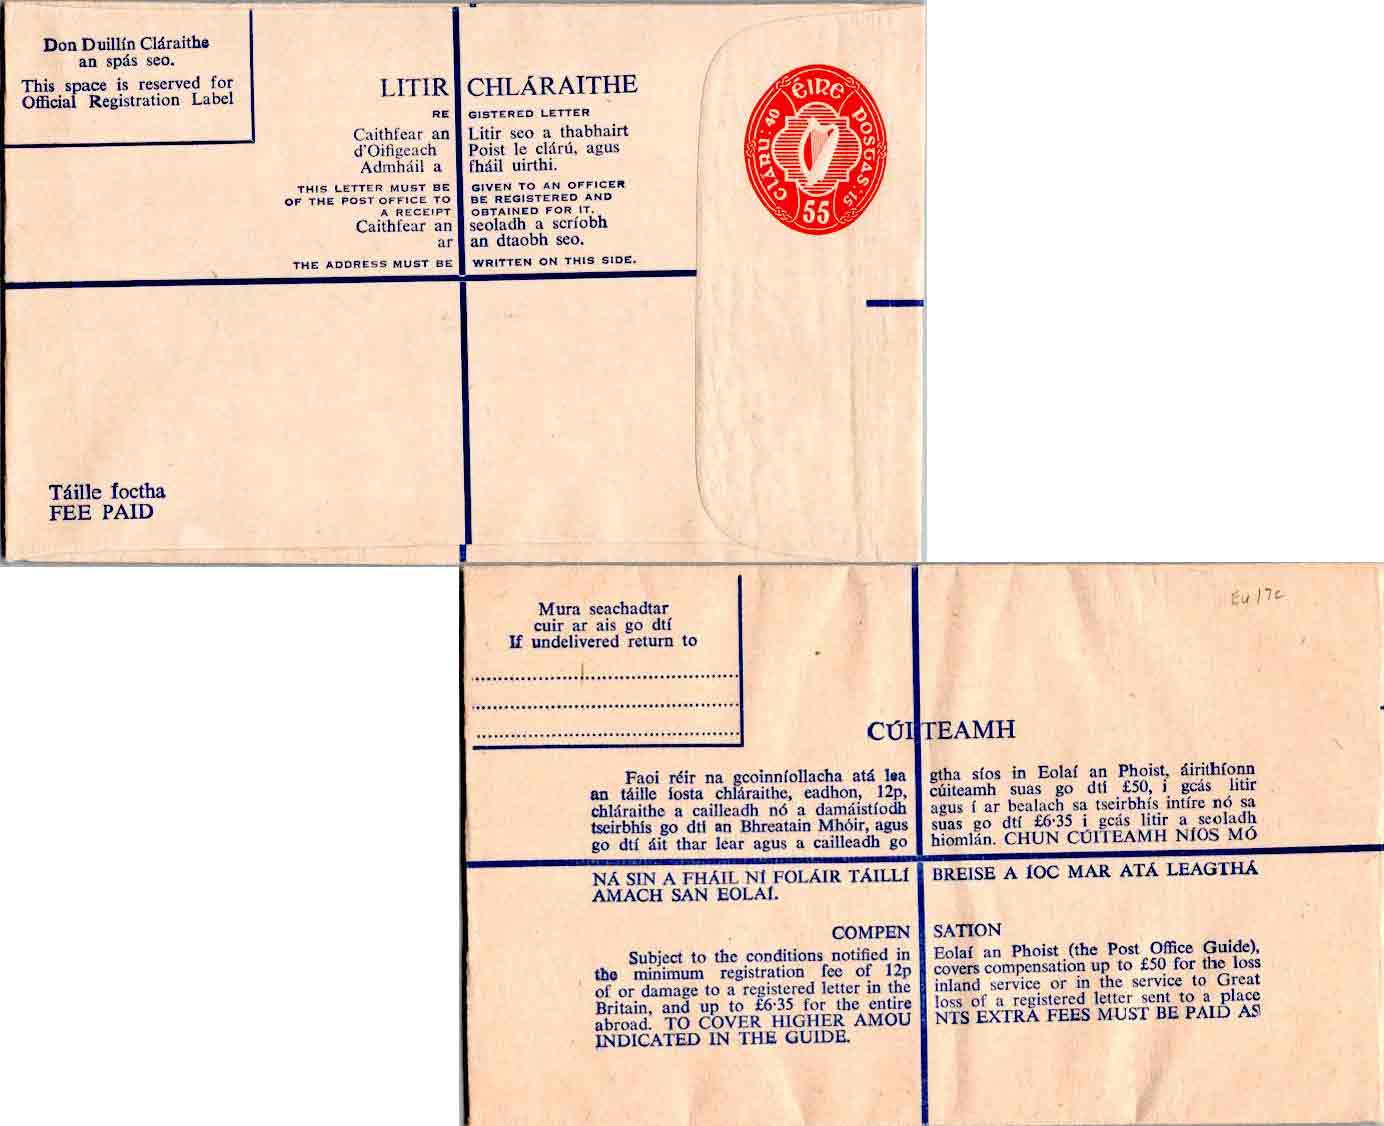 Don Duillín Cláraithe
an spás seo.
This space is reserved for
Official Registration Label
LITIR CHLÁRAITHE
RE GISTERED LETTER
Caithfear an Litir seo a thabhairt
d'Oifigeach Poist le clárú, agus
Admháil a fháil uirthi.
THIS LETTER MUST BE GIVEN TO AN OFFICER
OF THE POST OFFICE TO BE REGISTERED AND
A RECEIPT OBTAINED FOR IT.
Caithfear an seoladh a scríobh
ar an dtaobh seo.
THE ADDRESS MUST BE WRITTEN ON THIS SIDE.
éIRe
CLÁRU: 40
POSTAS: 15
55
Táille íoctha
FEE PAID
Mura seachadtar
cuir ar ais go dtí
If undelivered return to
Eu 17c
CÚITEAMH
Faoi réir na gcoinníollacha atá lea gtha síos in Eolaí an Phoist, áirithíonn
an táille íosta chláraithe, eadhon, 12p, cúiteamh suas go dtí £50, i gcás litir
chláraithe a cailleadh nó a damáistíodh agus í ar bealach sa tseirbhís intíre nó sa
tseirbhís go dtí an Bhreatain Mhóir, agus suas go dtí £6·35 i gcás litir a seoladh
go dtí áit thar lear agus a cailleadh go hiomlán. CHUN CÚITEAMH NÍOS MÓ
NÁ SIN A FHÁIL NÍ FOLÁIR TÁILLÍ BREISE A ÍOC MAR ATÁ LEAGTHÁ
AMACH SAN EOLAÍ.
COMPEN SATION
Subject to the conditions notified in Eolaí an Phoist (the Post Office Guide),
the minimum registration fee of 12p covers compensation up to £50 for the loss
of or damage to a registered letter in the inland service or in the service to Great
Britain, and up to £6·35 for the entire loss of a registered letter sent to a place
abroad. TO COVER HIGHER AMOU NTS EXTRA FEES MUST BE PAID AS
INDICATED IN THE GUIDE.